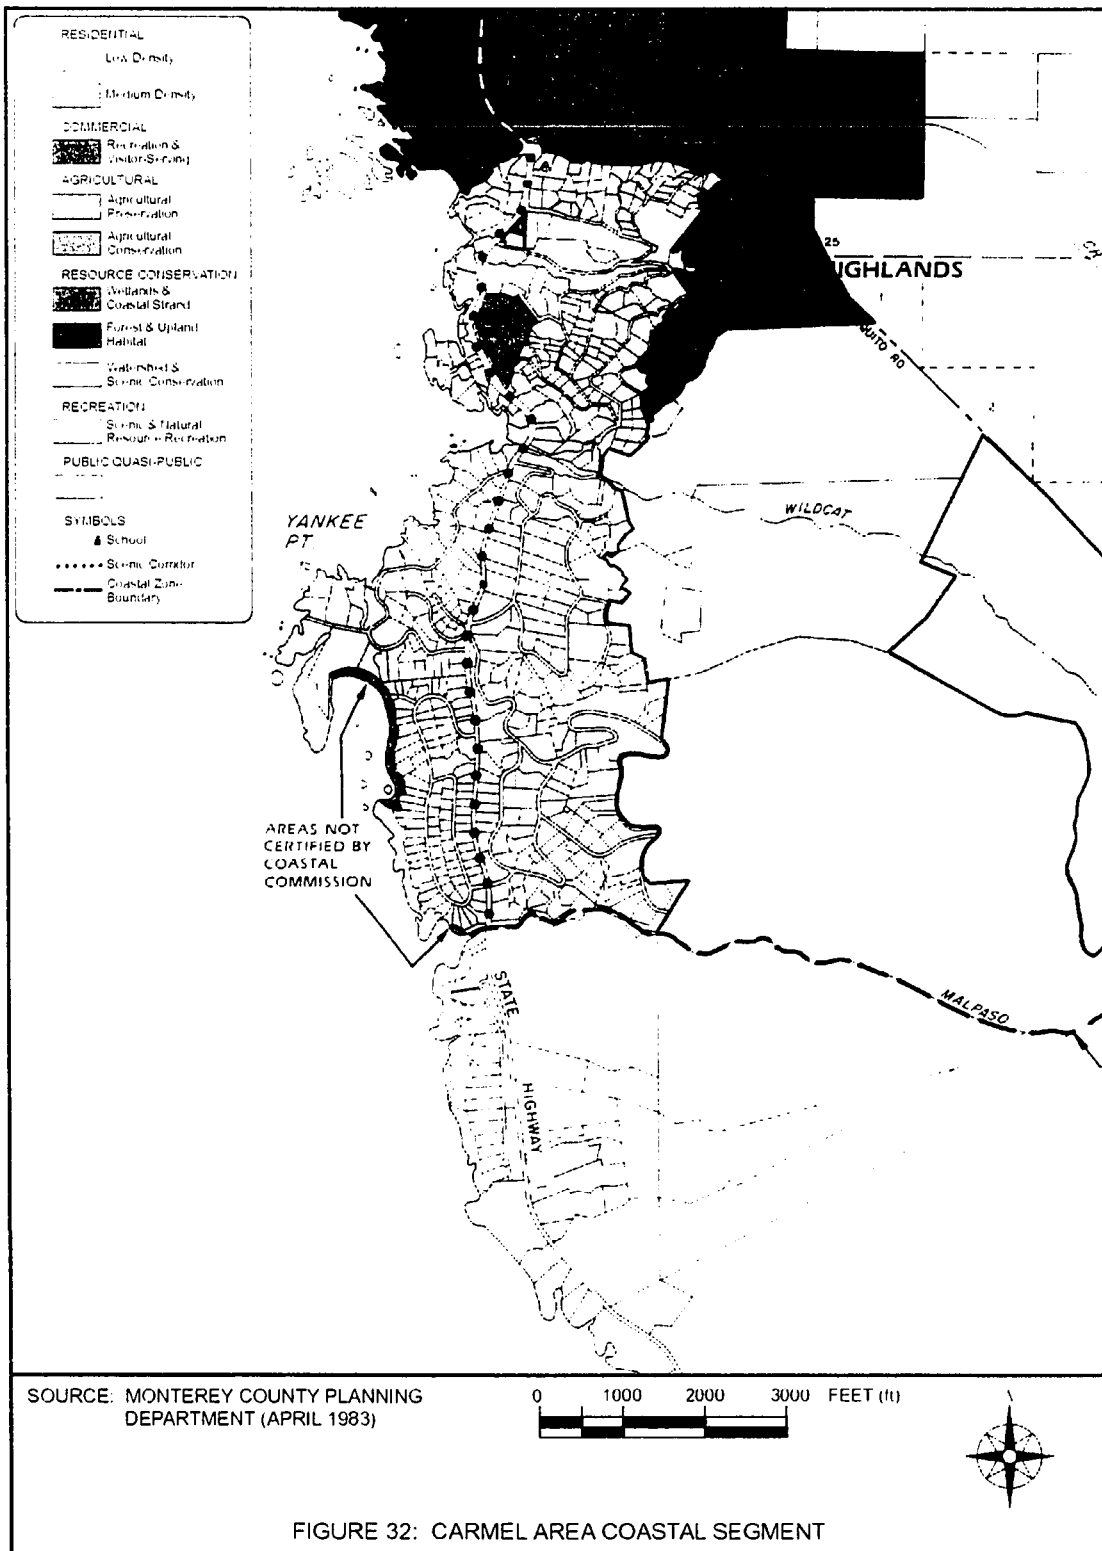 RESIDENTIAL
Low Density
Medium Density
COMMERCIAL
Recreation &
Visitor-Serving
AGRICULTURAL
Agricultural
Preservation
Agricultural
Conservation
RESOURCE CONSERVATION
Wetlands &
Coastal Strand
Forest & Upland
Habitat
Watershed &
Scenic Conservation
RECREATION
Scenic & Natural
Resource Recreation
PUBLIC QUASI-PUBLIC
SYMBOLS
School
Scenic Corridor
Coastal Zone
Boundary
25
IGHLANDS
QUITO RD
WILDCAT
YANKEE
PT.
AREAS NOT
CERTIFIED BY
COASTAL
COMMISSION
MALPASO
STATE
HIGHWAY
SOURCE: MONTEREY COUNTY PLANNING
DEPARTMENT (APRIL 1983)
0 1000 2000 3000 FEET (ft)
FIGURE 32: CARMEL AREA COASTAL SEGMENT